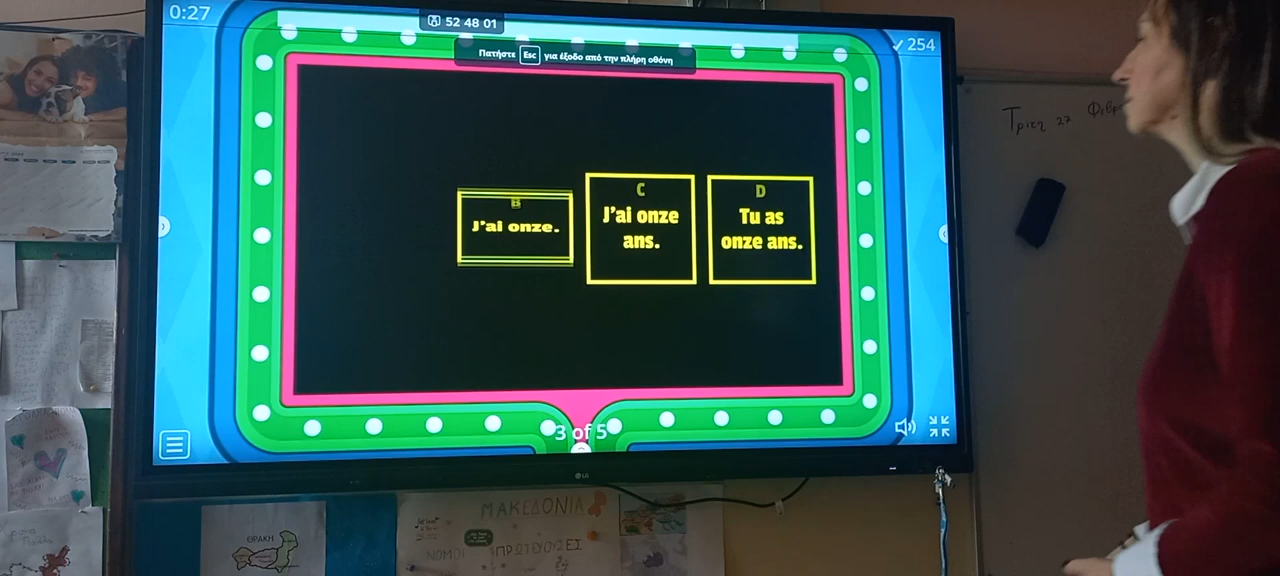 0:27
52 48 01
✓ 254
Πατήστε Esc για έξοδο από την πλήρη οθόνη
B
J'ai onze.
C
J'ai onze
ans.
D
Tu as
onze ans.
3 of 5
LG
Τρίτη 27 Φεβρ
ΘΡΑΚΗ
ΜΑΚΕΔΟΝΙΑ
ΝΟΜΟΙ
ΠΡΩΤΕΥΟΥΣΕΣ